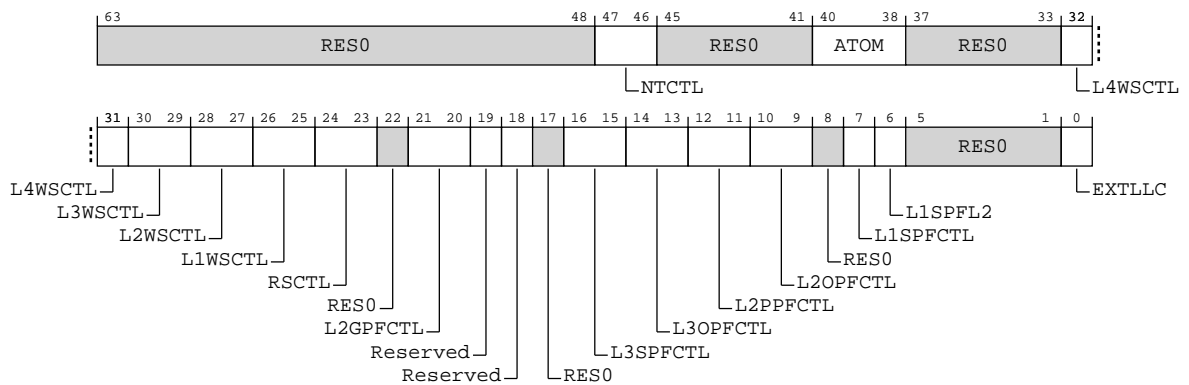 63 48 47 46 45 41 40 38 37 33 32
RES0 RES0 ATOM RES0
NTCTL L4WSCTL
31 30 29 28 27 26 25 24 23 22 21 20 19 18 17 16 15 14 13 12 11 10 9 8 7 6 5 1 0
RES0
L4WSCTL EXTLLC
L3WSCTL L1SPFL2
L2WSCTL L1SPFCTL
L1WSCTL RES0
RSCTL L2OPFCTL
RES0 L2PPFCTL
L2GPFCTL L3OPFCTL
Reserved L3SPFCTL
Reserved RES0